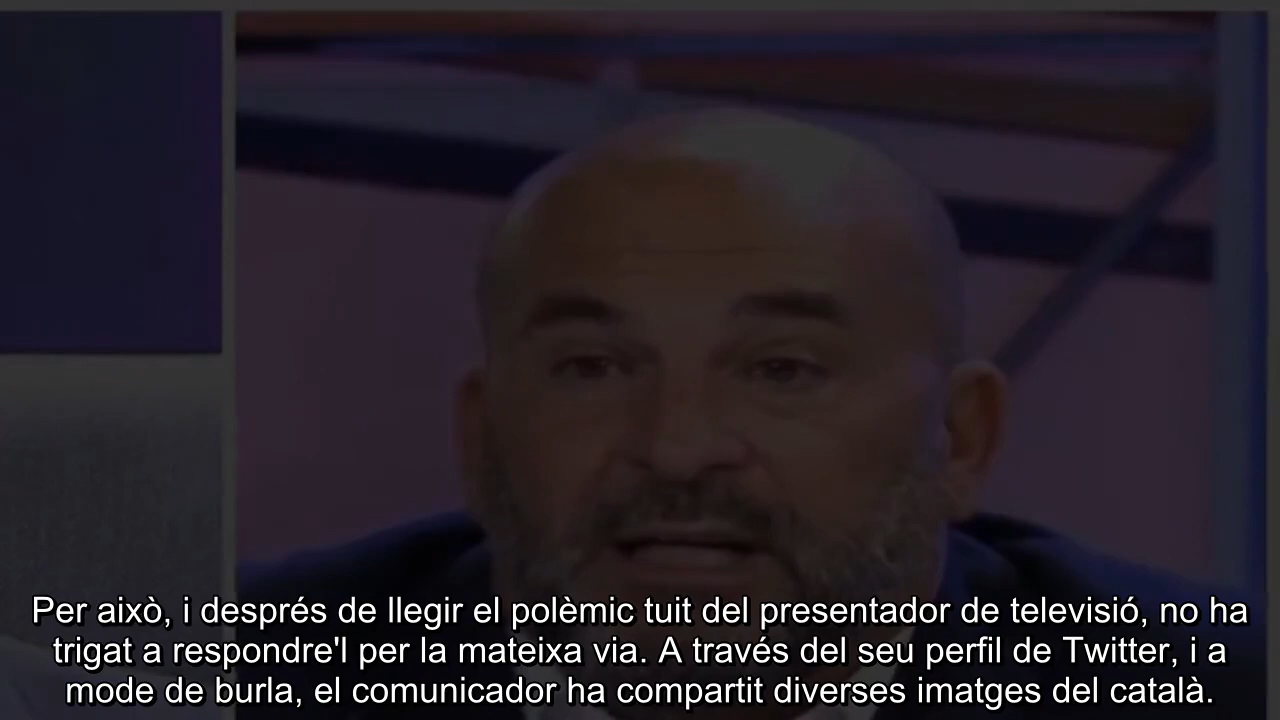 Per això, i després de llegir el polèmic tuit del presentador de televisió, no ha
trigat a respondre'l per la mateixa via. A través del seu perfil de Twitter, i a
mode de burla, el comunicador ha compartit diverses imatges del català.